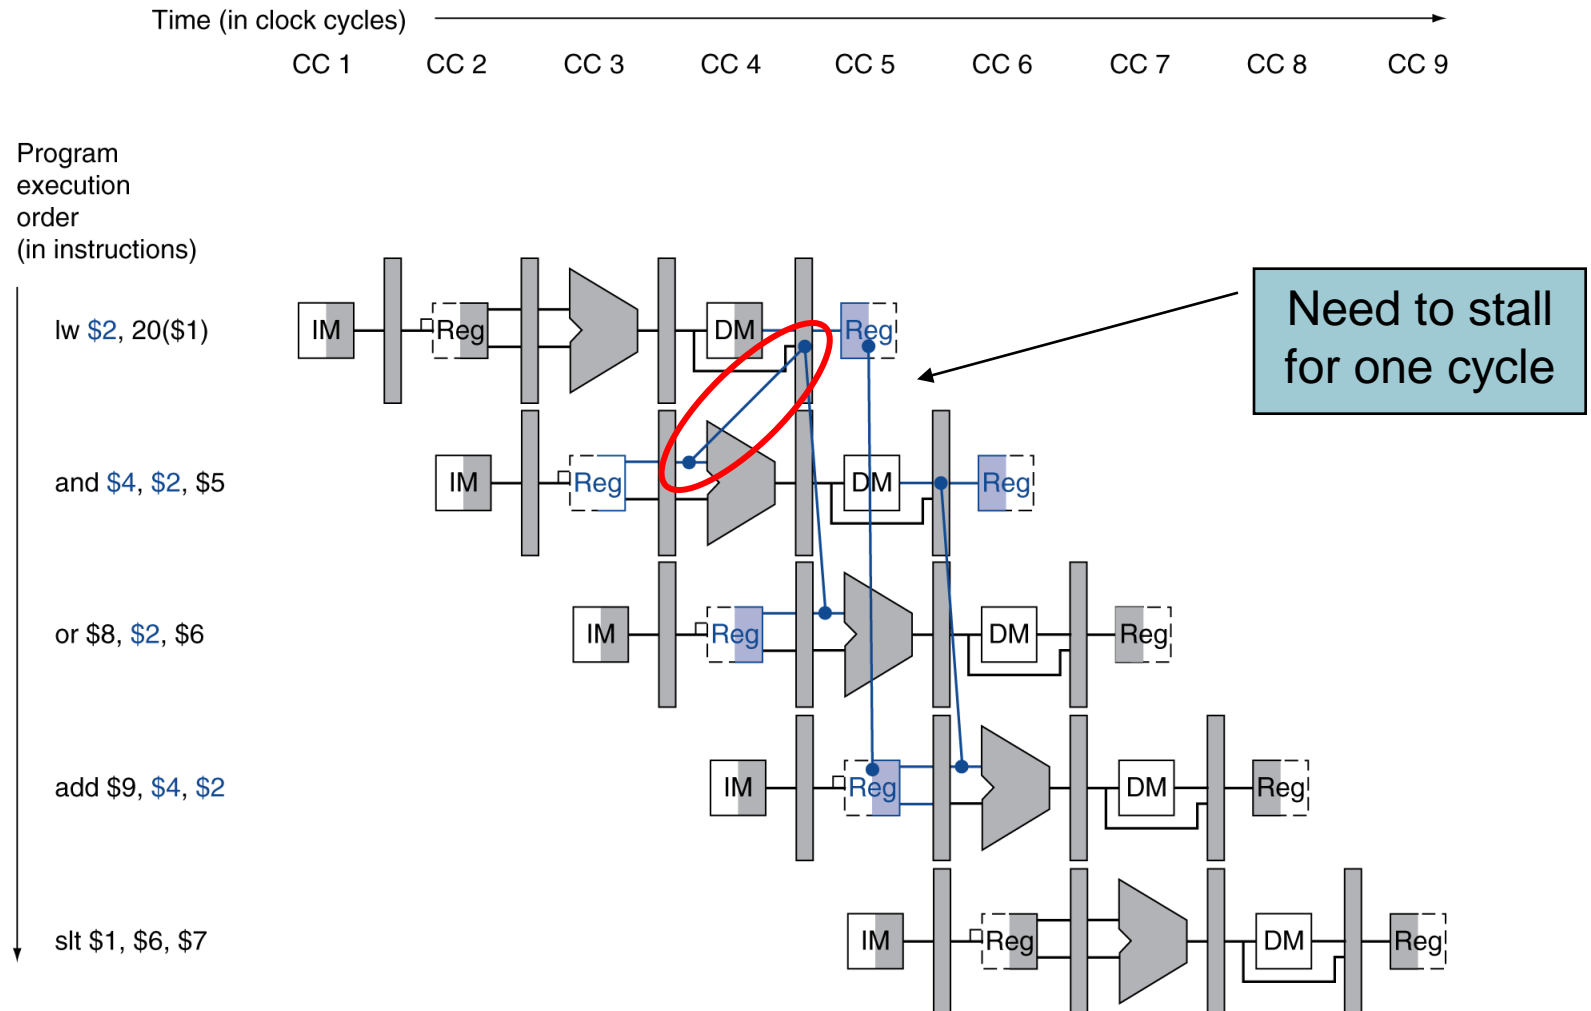 Time (in clock cycles)
CC 1 CC 2 CC 3 CC 4 CC 5 CC 6 CC 7 CC 8 CC 9
Program
execution
order
(in instructions)
Need to stall
for one cycle
lw $2, 20($1) IM Reg DM Reg
and $4, $2, $5 IM Reg DM Reg
or $8, $2, $6 IM Reg DM Reg
add $9, $4, $2 IM Reg DM Reg
slt $1, $6, $7 IM Reg DM Reg